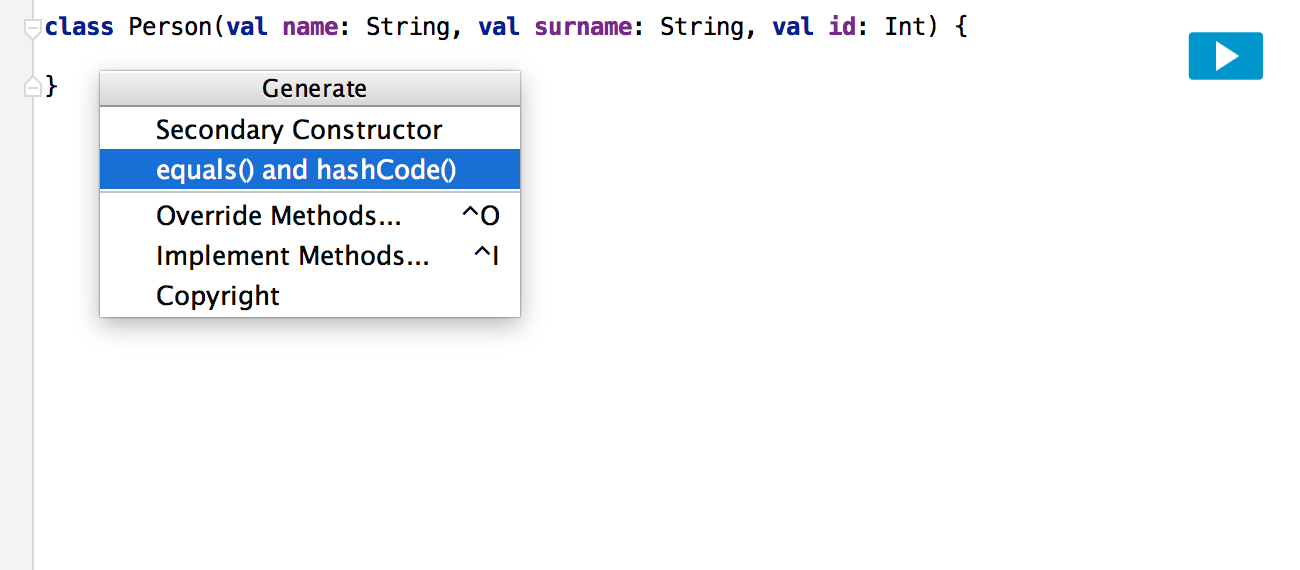 class Person(val name: String, val surname: String, val id: Int) {
}
Generate
Secondary Constructor
equals() and hashCode()
Override Methods... ^O
Implement Methods... ^I
Copyright